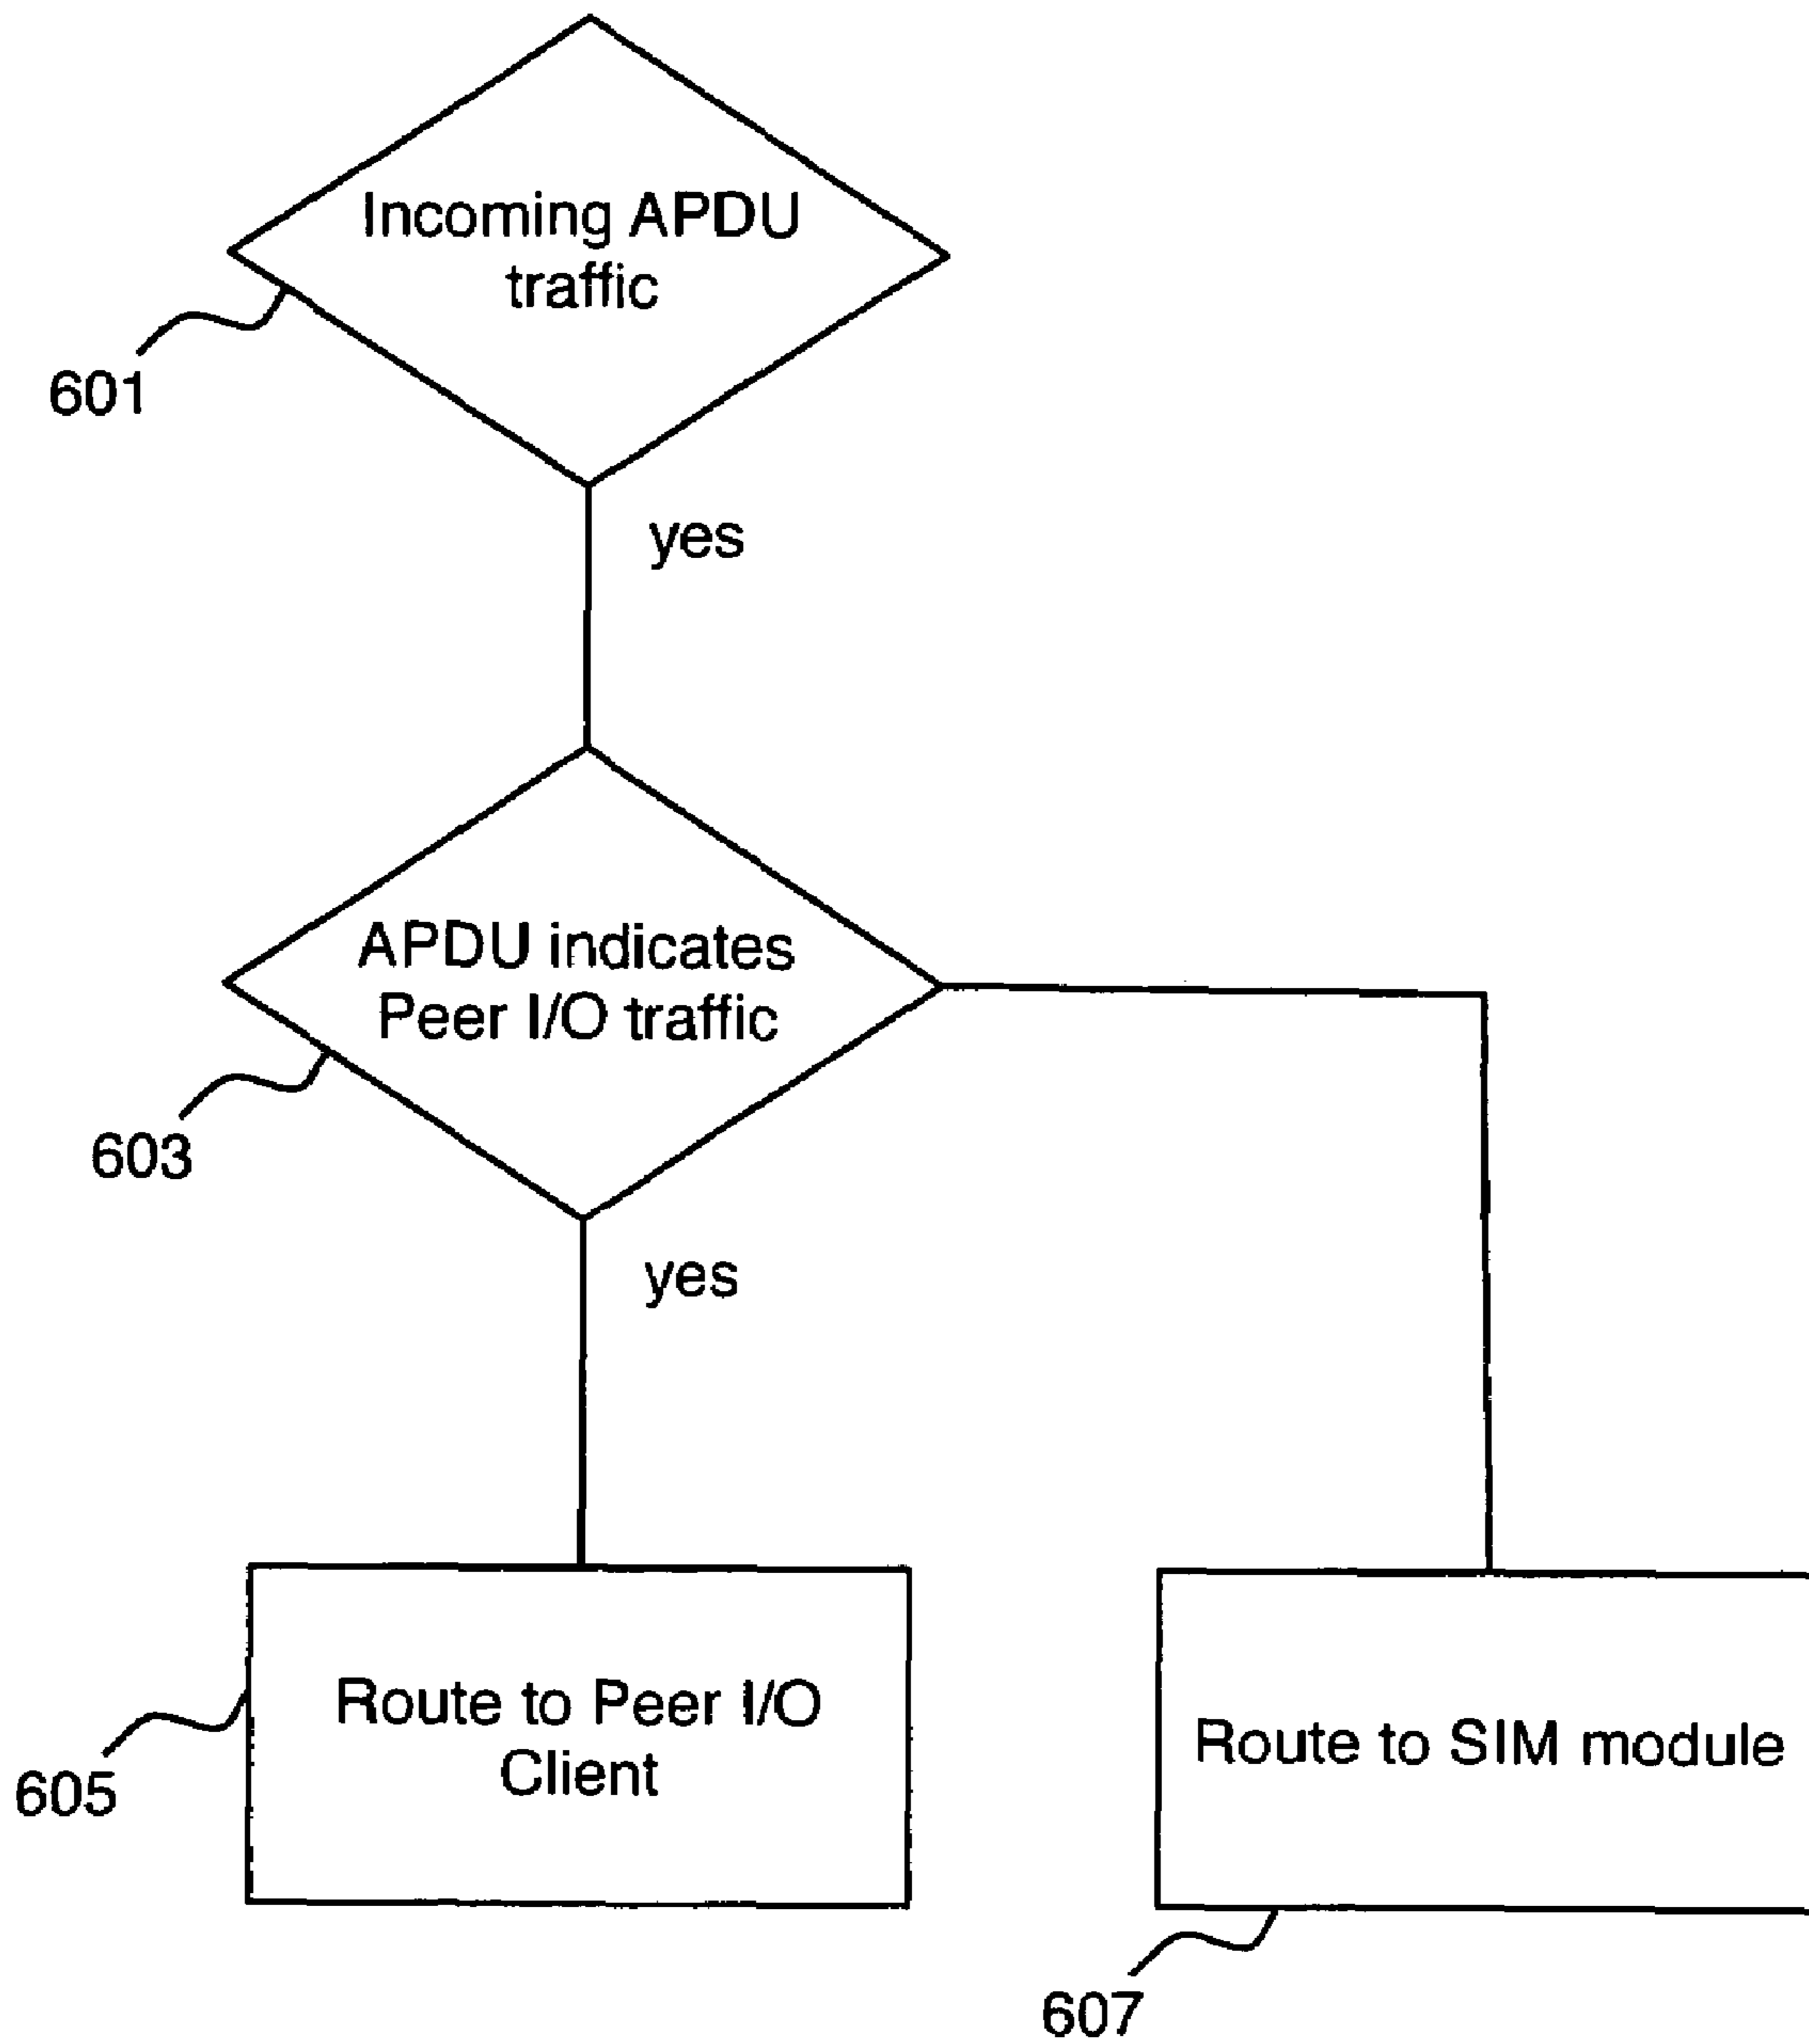 Incoming APDU
traffic
601
yes
APDU indicates
Peer I/O traffic
603
yes
Route to Peer I/O
Client
605
Route to SIM module
607